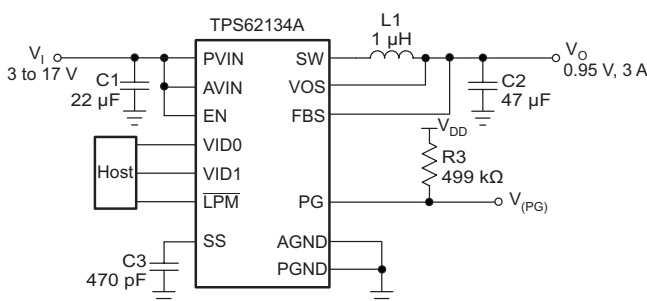 TPS62134A
V_I
3 to 17 V
C1
22 µF
PVIN
AVIN
EN
VID0
VID1
LPM
SS
Host
C3
470 pF
SW
VOS
FBS
PG
AGND
PGND
L1
1 µH
V_O
0.95 V, 3 A
C2
47 µF
V_DD
R3
499 kΩ
V_(PG)